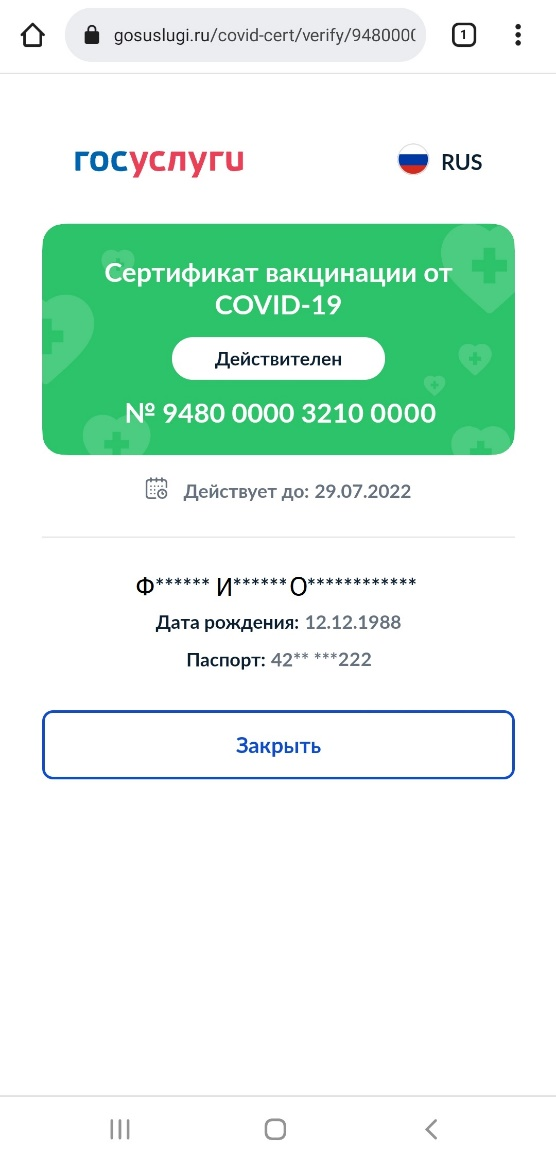 gosuslugi.ru/covid-cert/verify/9480000
1
госуслуги
RUS
Сертификат вакцинации от
COVID-19
Действителен
№ 9480 0000 3210 0000
Действует до: 29.07.2022
Ф****** И****** О************
Дата рождения: 12.12.1988
Паспорт: 42** ***222
Закрыть